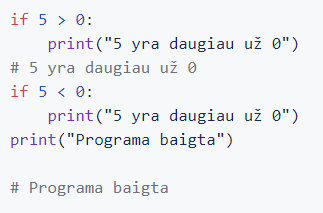 if 5 > 0:
    print("5 yra daugiau už 0")
# 5 yra daugiau už 0
if 5 < 0:
    print("5 yra daugiau už 0")
print("Programa baigta")

# Programa baigta